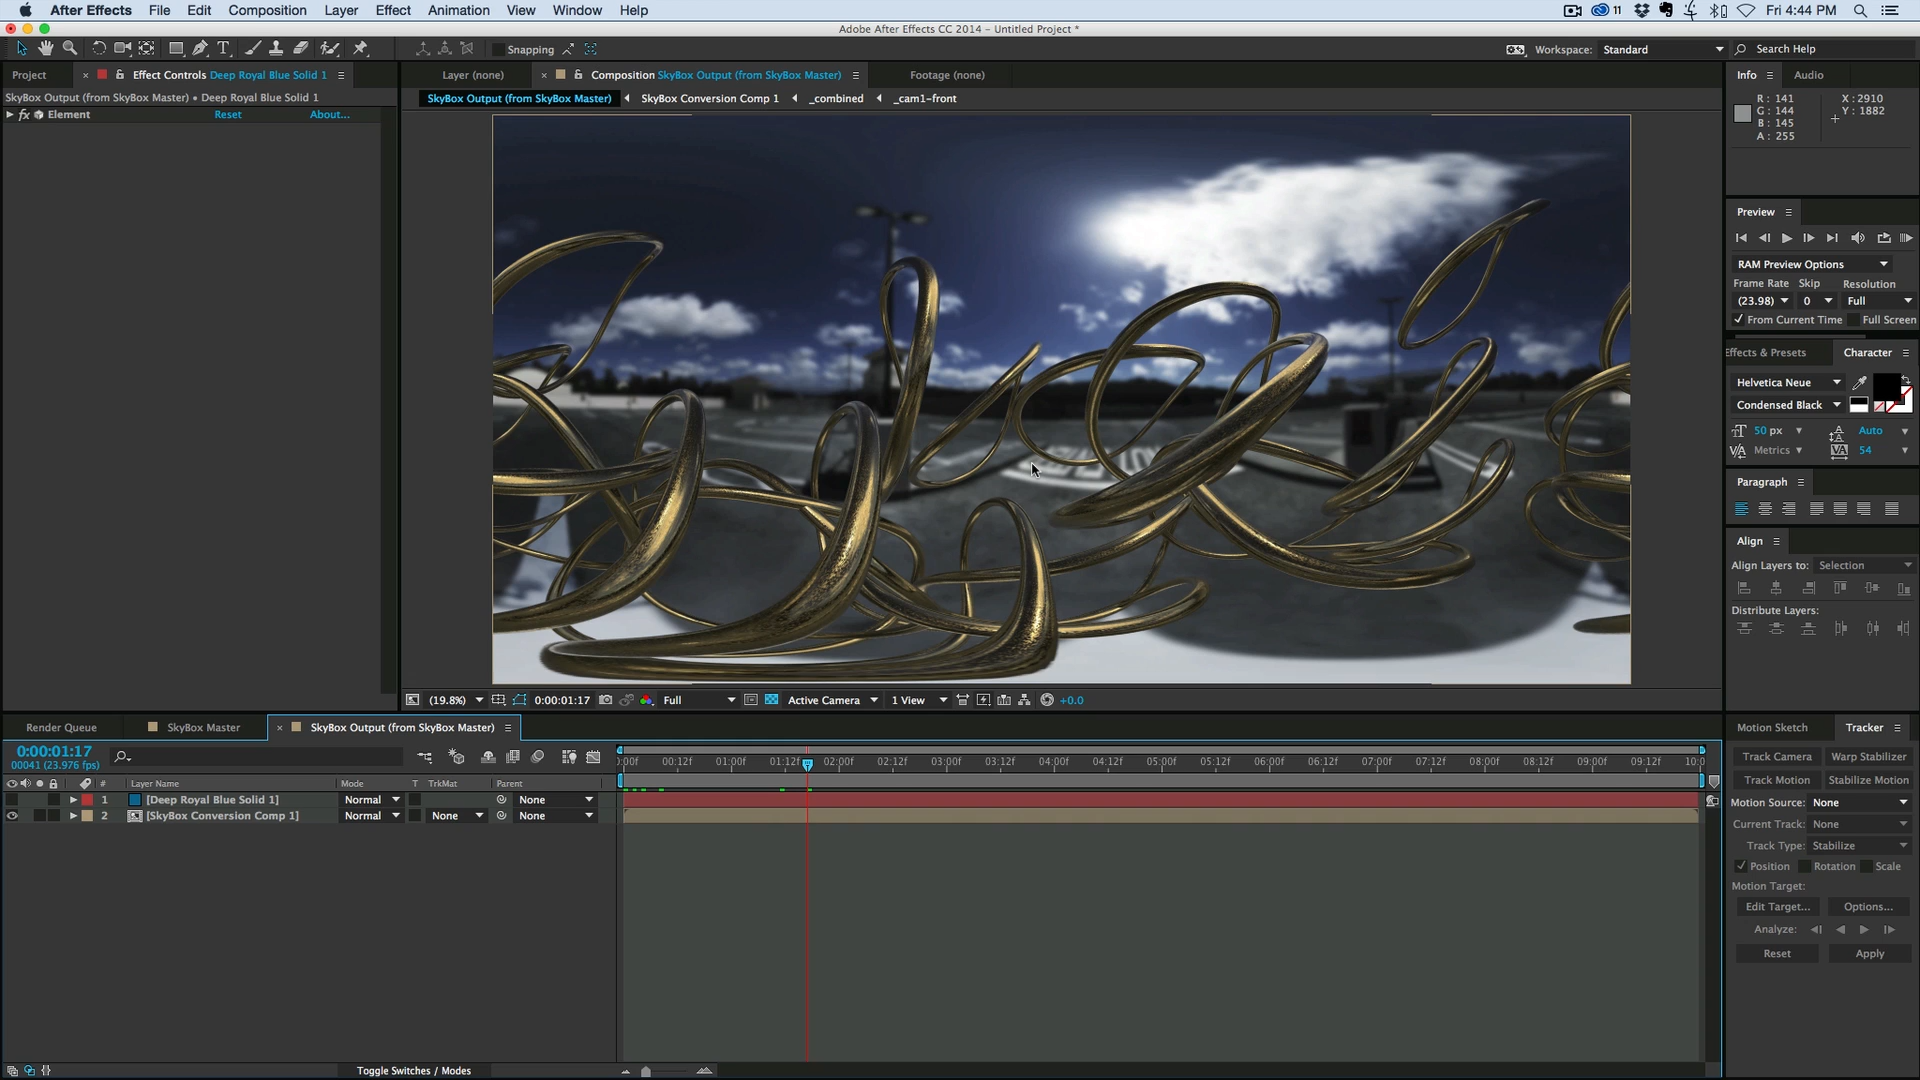 After Effects File Edit Composition Layer Effect Animation View Window Help 11 Fri 4:44 PM
Adobe After Effects CC 2014 - Untitled Project *
Snapping Workspace: Standard Search Help
Project × Effect Controls Deep Royal Blue Solid 1 Layer (none) × Composition SkyBox Output (from SkyBox Master) Footage (none) Info Audio
SkyBox Output (from SkyBox Master) • Deep Royal Blue Solid 1 SkyBox Output (from SkyBox Master) SkyBox Conversion Comp 1 _combined _cam1-front
fx Element Reset About...
R: 141 X: 2910
G: 144 Y: 1882
B: 145
A: 255
Preview
RAM Preview Options
Frame Rate Skip Resolution
(23.98) 0 Full
From Current Time Full Screen
Effects & Presets Character
Helvetica Neue
Condensed Black
50 px Auto
Metrics 54
Paragraph
Align
Align Layers to: Selection
Distribute Layers:
(19.8%) 0:00:01:17 Full Active Camera 1 View +0.0
Render Queue SkyBox Master × SkyBox Output (from SkyBox Master) Motion Sketch Tracker
0:00:01:17
00041 (23.976 fps)
):00f 00:12f 01:00f 01:12f 02:00f 02:12f 03:00f 03:12f 04:00f 04:12f 05:00f 05:12f 06:00f 06:12f 07:00f 07:12f 08:00f 08:12f 09:00f 09:12f 10:0
# Layer Name Mode T TrkMat Parent
1 [Deep Royal Blue Solid 1] Normal None
2 [SkyBox Conversion Comp 1] Normal None None
Track Camera Warp Stabilizer
Track Motion Stabilize Motion
Motion Source: None
Current Track: None
Track Type: Stabilize
Position Rotation Scale
Motion Target:
Edit Target... Options...
Analyze:
Reset Apply
Toggle Switches / Modes